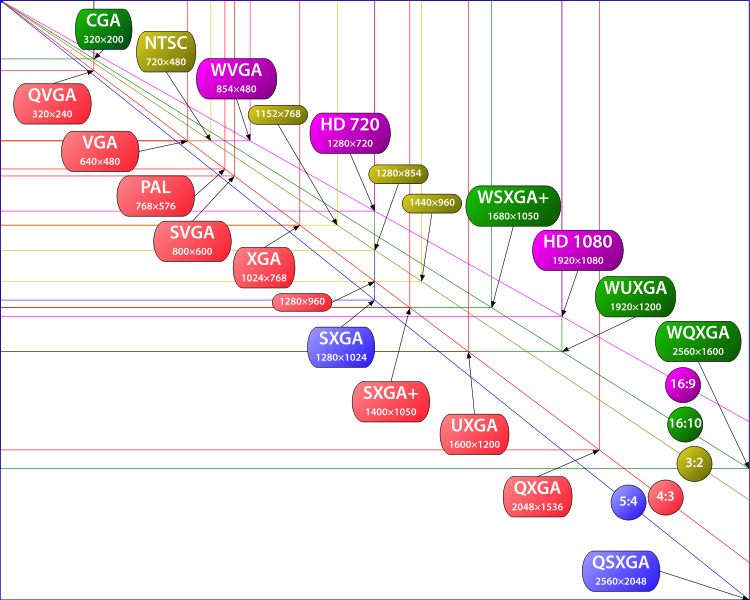 CGA
320×200
NTSC
720×480
WVGA
854×480
QVGA
320×240
1152×768
HD 720
1280×720
VGA
640×480
1280×854
PAL
768×576
1440×960
WSXGA+
1680×1050
SVGA
800×600
XGA
1024×768
HD 1080
1920×1080
1280×960
WUXGA
1920×1200
SXGA
1280×1024
WQXGA
2560×1600
SXGA+
1400×1050
16:9
UXGA
1600×1200
16:10
3:2
QXGA
2048×1536
5:4
4:3
QSXGA
2560×2048